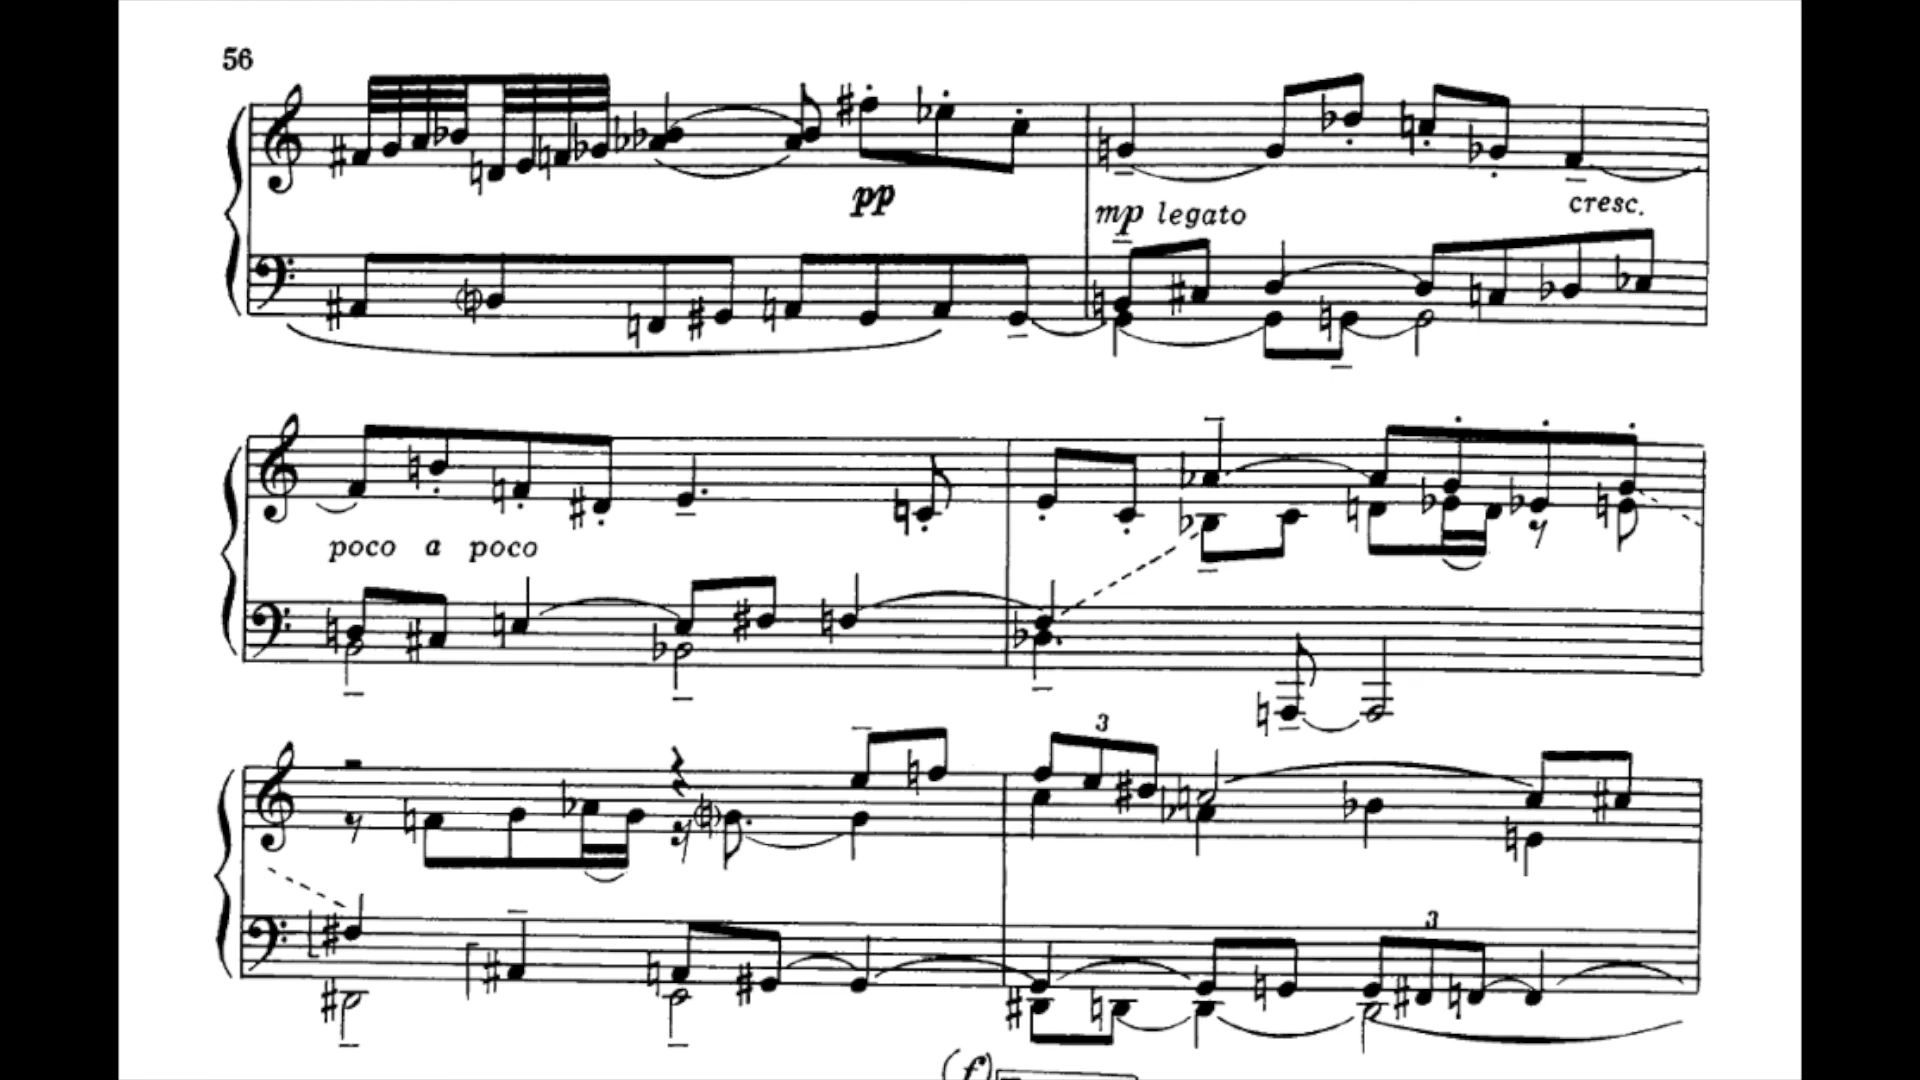 56
pp
mp legato
cresc.
poco a poco
3
3
(f)